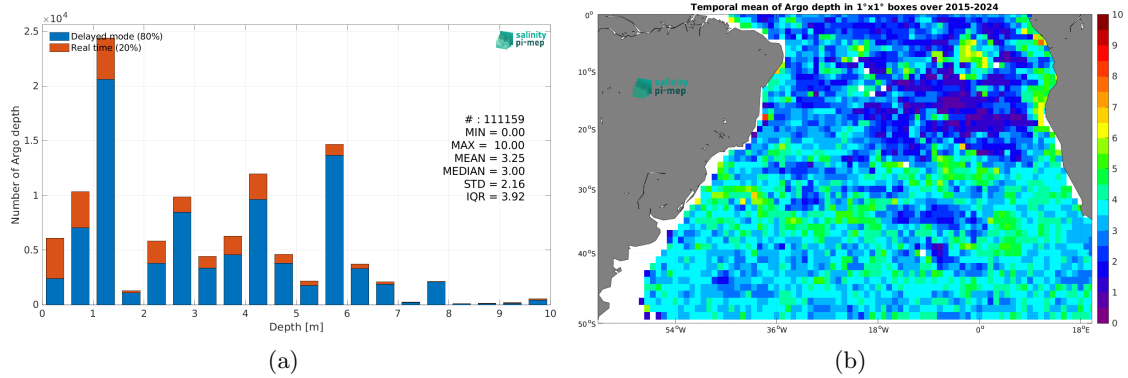 ×10⁴
2.5
2
1.5
1
0.5
0
Number of Argo depth
Delayed mode (80%)
Real time (20%)
salinity
pi-mep
# : 111159
MIN = 0.00
MAX = 10.00
MEAN = 3.25
MEDIAN = 3.00
STD = 2.16
IQR = 3.92
0 1 2 3 4 5 6 7 8 9 10
Depth [m]
(a)
Temporal mean of Argo depth in 1°x1° boxes over 2015-2024
0°
10°S
20°S
30°S
40°S
50°S
salinity
pi-mep
54°W 36°W 18°W 0° 18°E
10
9
8
7
6
5
4
3
2
1
0
(b)